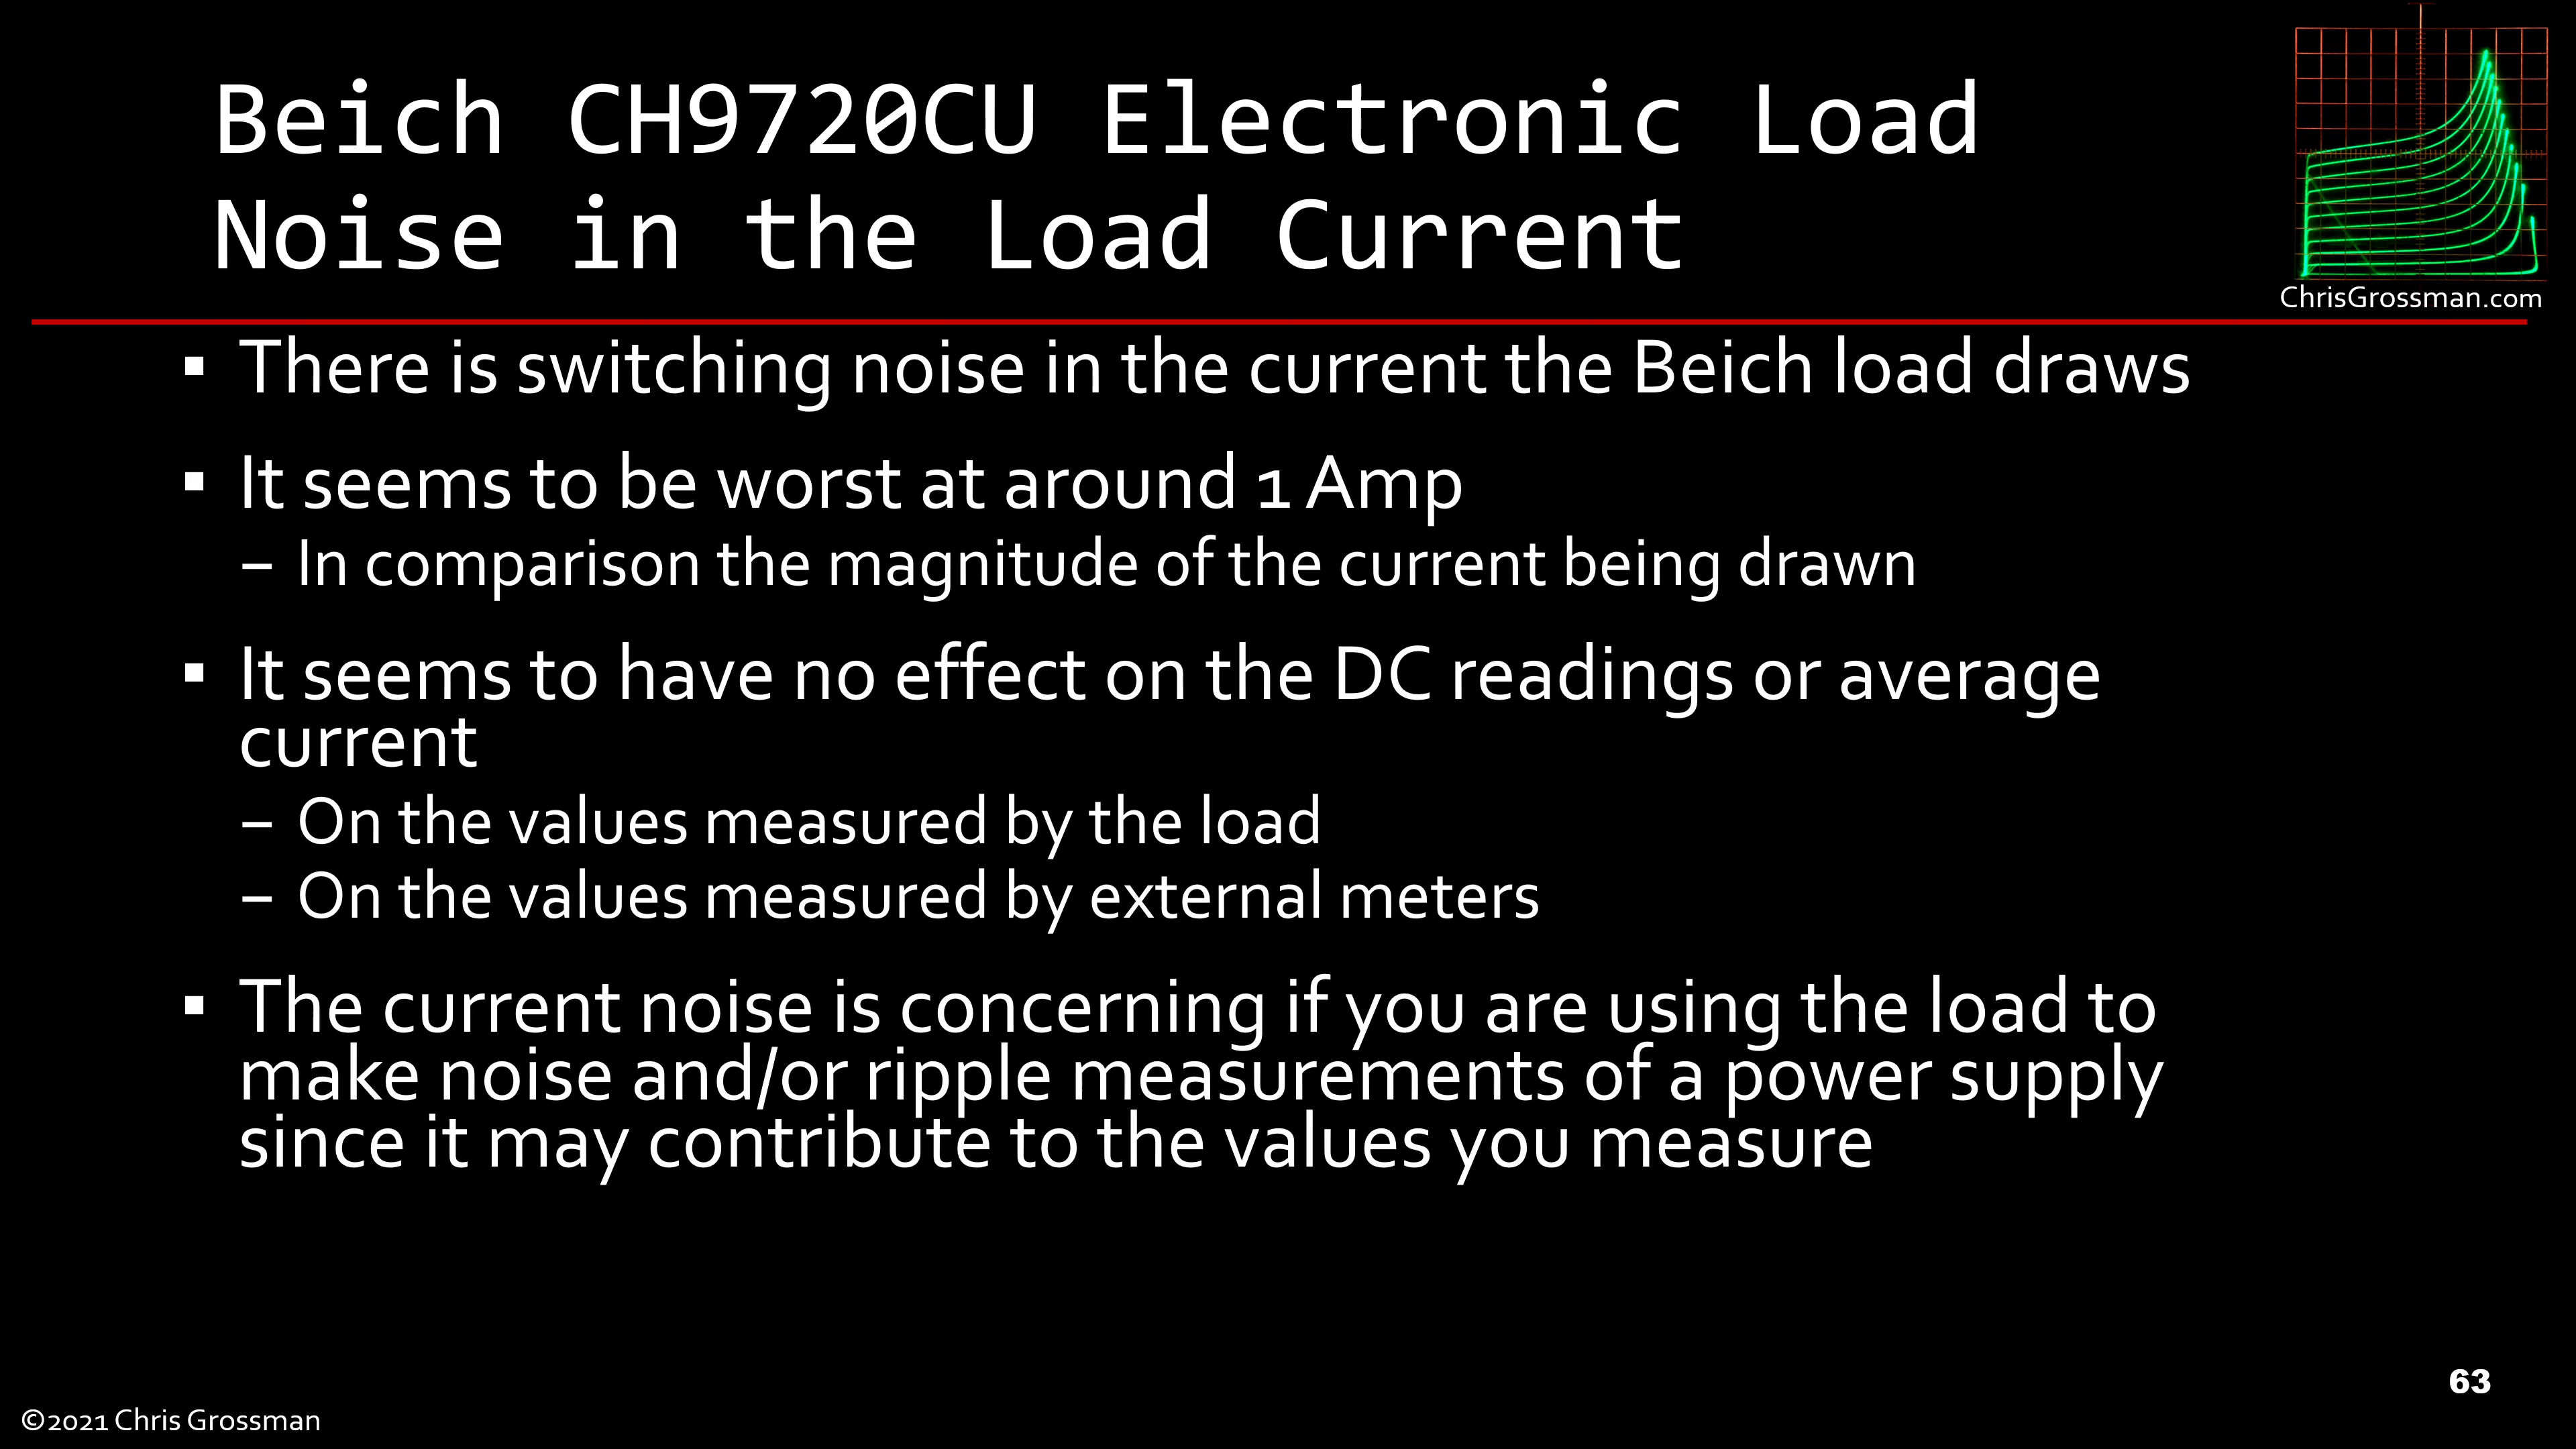 Beich CH9720CU Electronic Load
Noise in the Load Current
ChrisGrossman.com
▪ There is switching noise in the current the Beich load draws
▪ It seems to be worst at around 1 Amp
– In comparison the magnitude of the current being drawn
▪ It seems to have no effect on the DC readings or average
current
– On the values measured by the load
– On the values measured by external meters
▪ The current noise is concerning if you are using the load to
make noise and/or ripple measurements of a power supply
since it may contribute to the values you measure
63
©2021 Chris Grossman